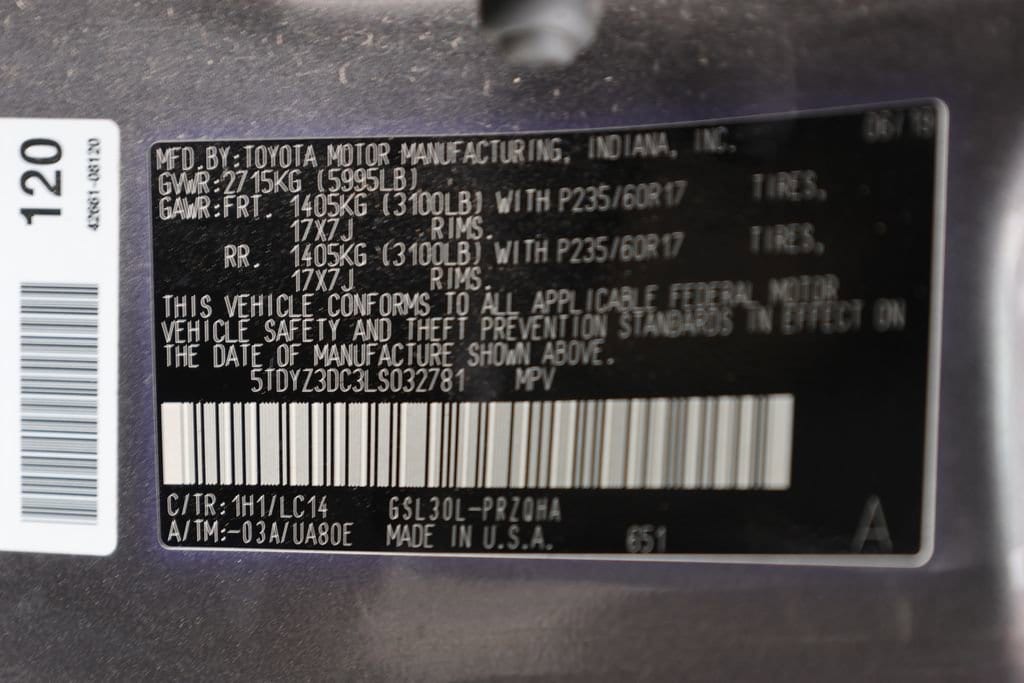 120
42661-08120
06/19
MFD.BY:TOYOTA MOTOR MANUFACTURING, INDIANA, INC.
GVWR:2715KG (5995LB)
GAWR:FRT. 1405KG (3100LB) WITH P235/60R17 TIRES,
17X7J RIMS.
RR. 1405KG (3100LB) WITH P235/60R17 TIRES,
17X7J RIMS.
THIS VEHICLE CONFORMS TO ALL APPLICABLE FEDERAL MOTOR
VEHICLE SAFETY AND THEFT PREVENTION STANDARDS IN EFFECT ON
THE DATE OF MANUFACTURE SHOWN ABOVE.
5TDYZ3DC3LS032781 MPV
C/TR:1H1/LC14 GSL30L-PRZQHA
A/TM:-03A/UA80E MADE IN U.S.A. 651
A